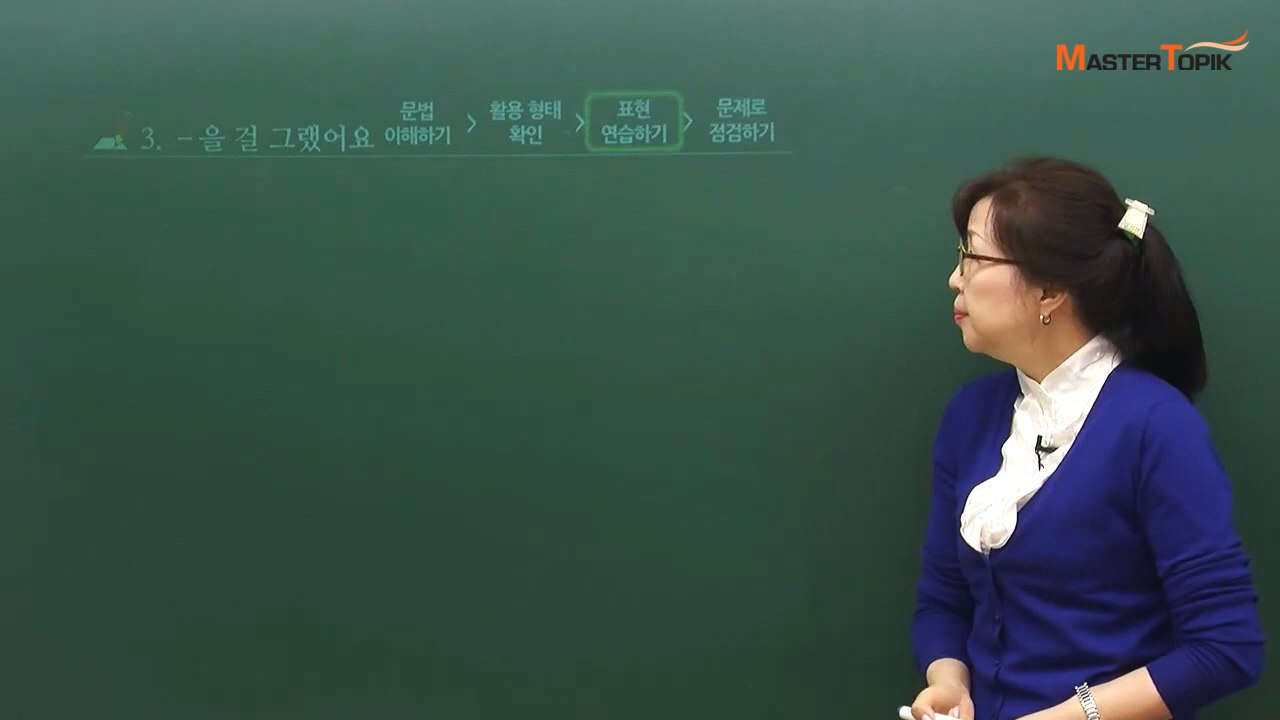 MASTER TOPIK
3. -을 걸 그랬어요
문법
이해하기
>
활용 형태
확인
>
표현
연습하기
>
문제로
점검하기